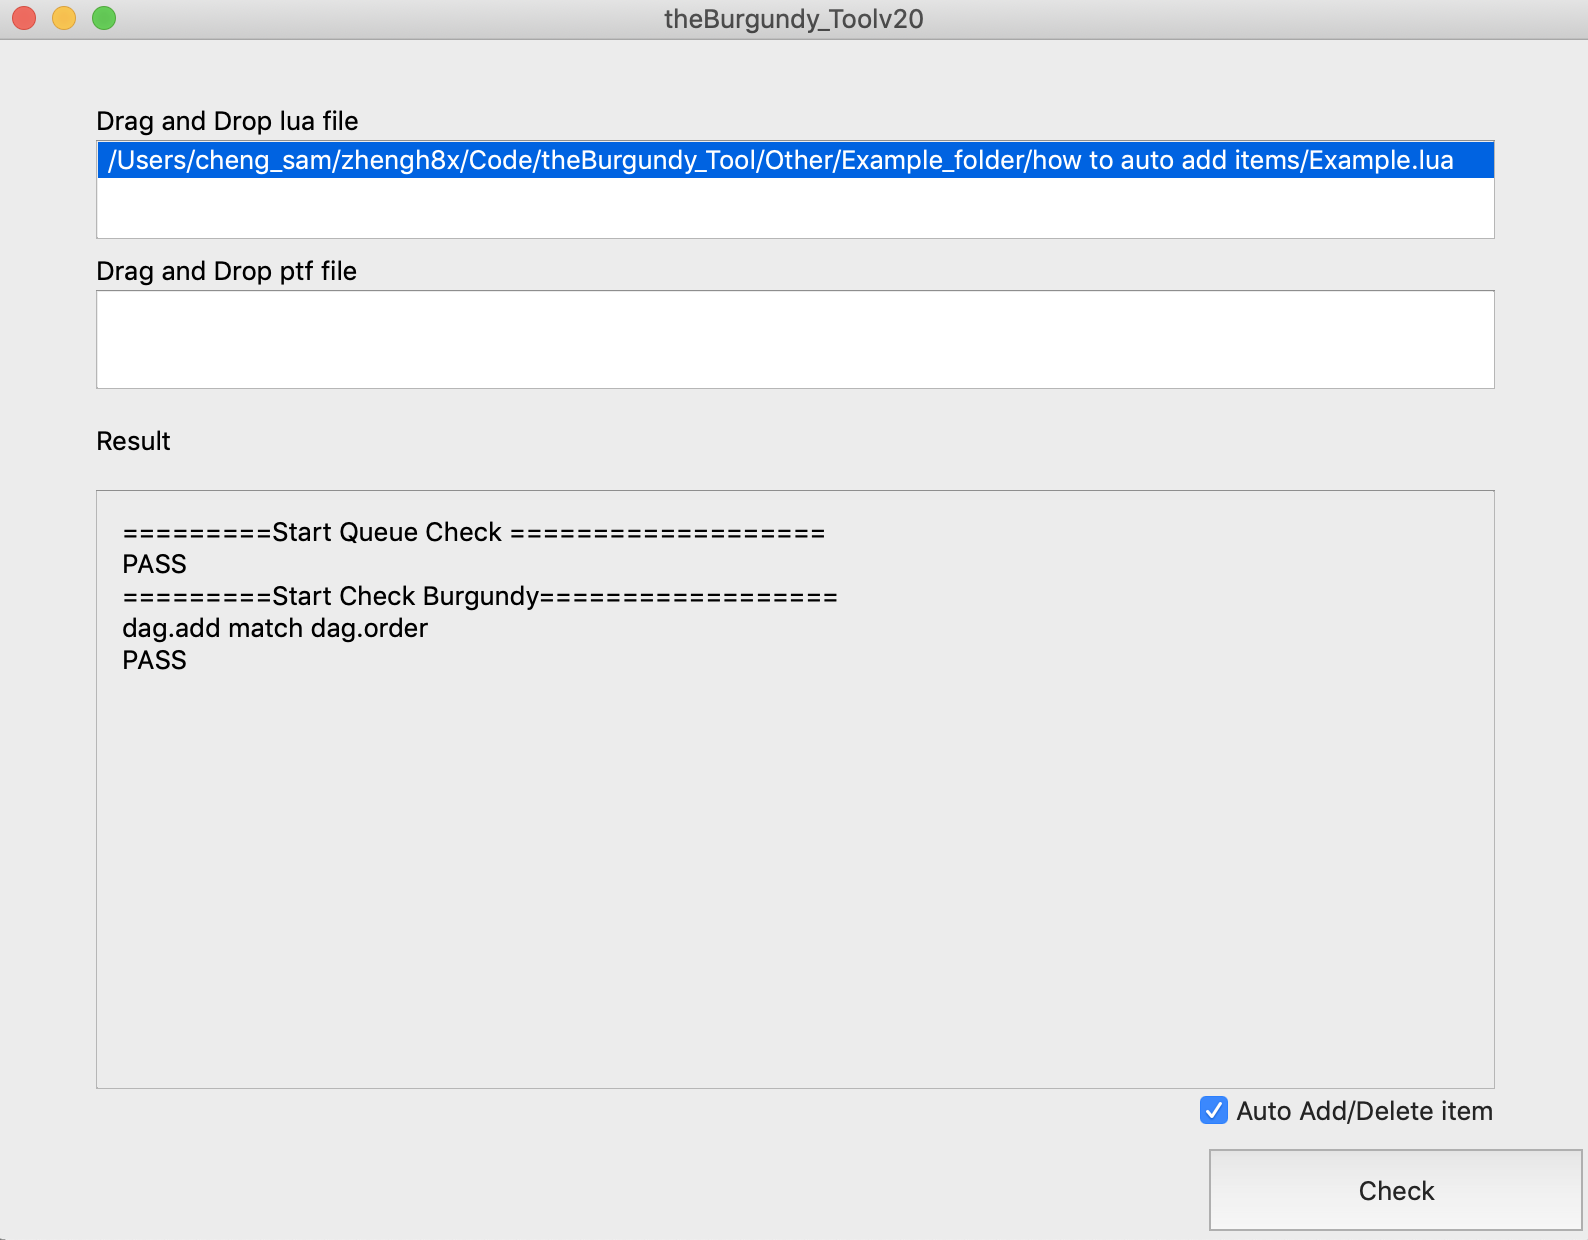 theBurgundy_Toolv20
Drag and Drop lua file
/Users/cheng_sam/zhengh8x/Code/theBurgundy_Tool/Other/Example_folder/how to auto add items/Example.lua
Drag and Drop ptf file
Result
=========Start Queue Check ===================
PASS
=========Start Check Burgundy==================
dag.add match dag.order
PASS
Auto Add/Delete item
Check